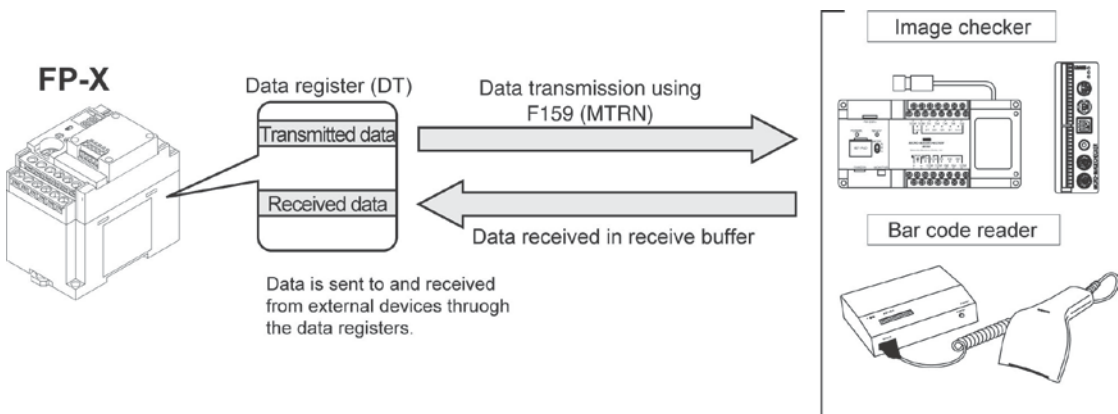 FP-X
Data register (DT)
Transmitted data
Received data
Data is sent to and received
from external devices thruogh
the data registers.
Data transmission using
F159 (MTRN)
Data received in receive buffer
Image checker
Bar code reader